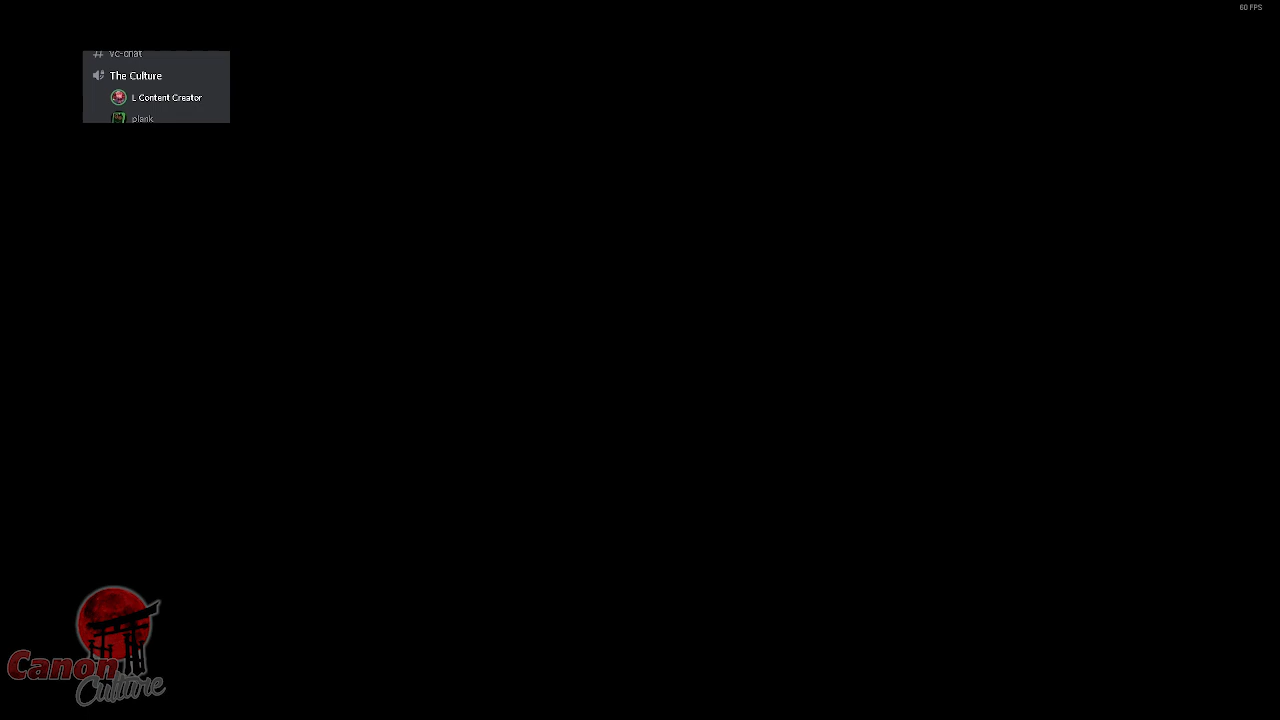 60 FPS
# vc-chat
The Culture
L Content Creator
plank
Canon
Culture